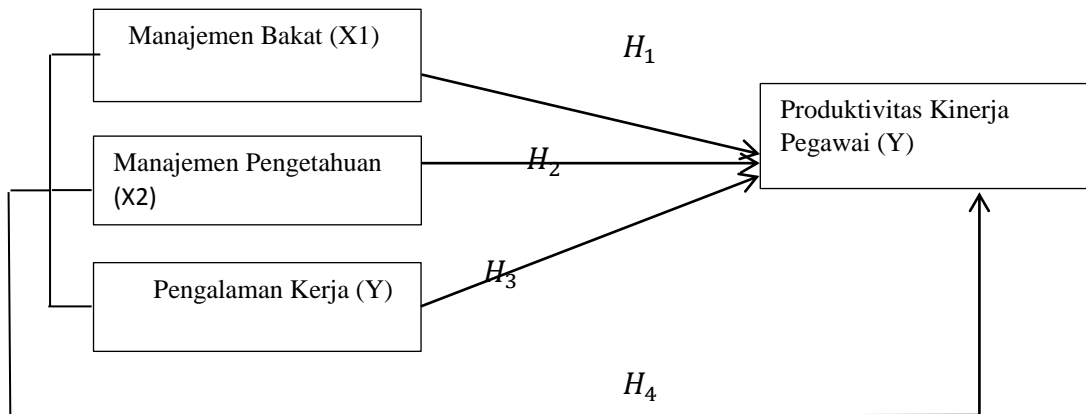 Manajemen Bakat (X1)
H1
Produktivitas Kinerja
Pegawai (Y)
Manajemen Pengetahuan
(X2)
H2
Pengalaman Kerja (Y)
H3
H4